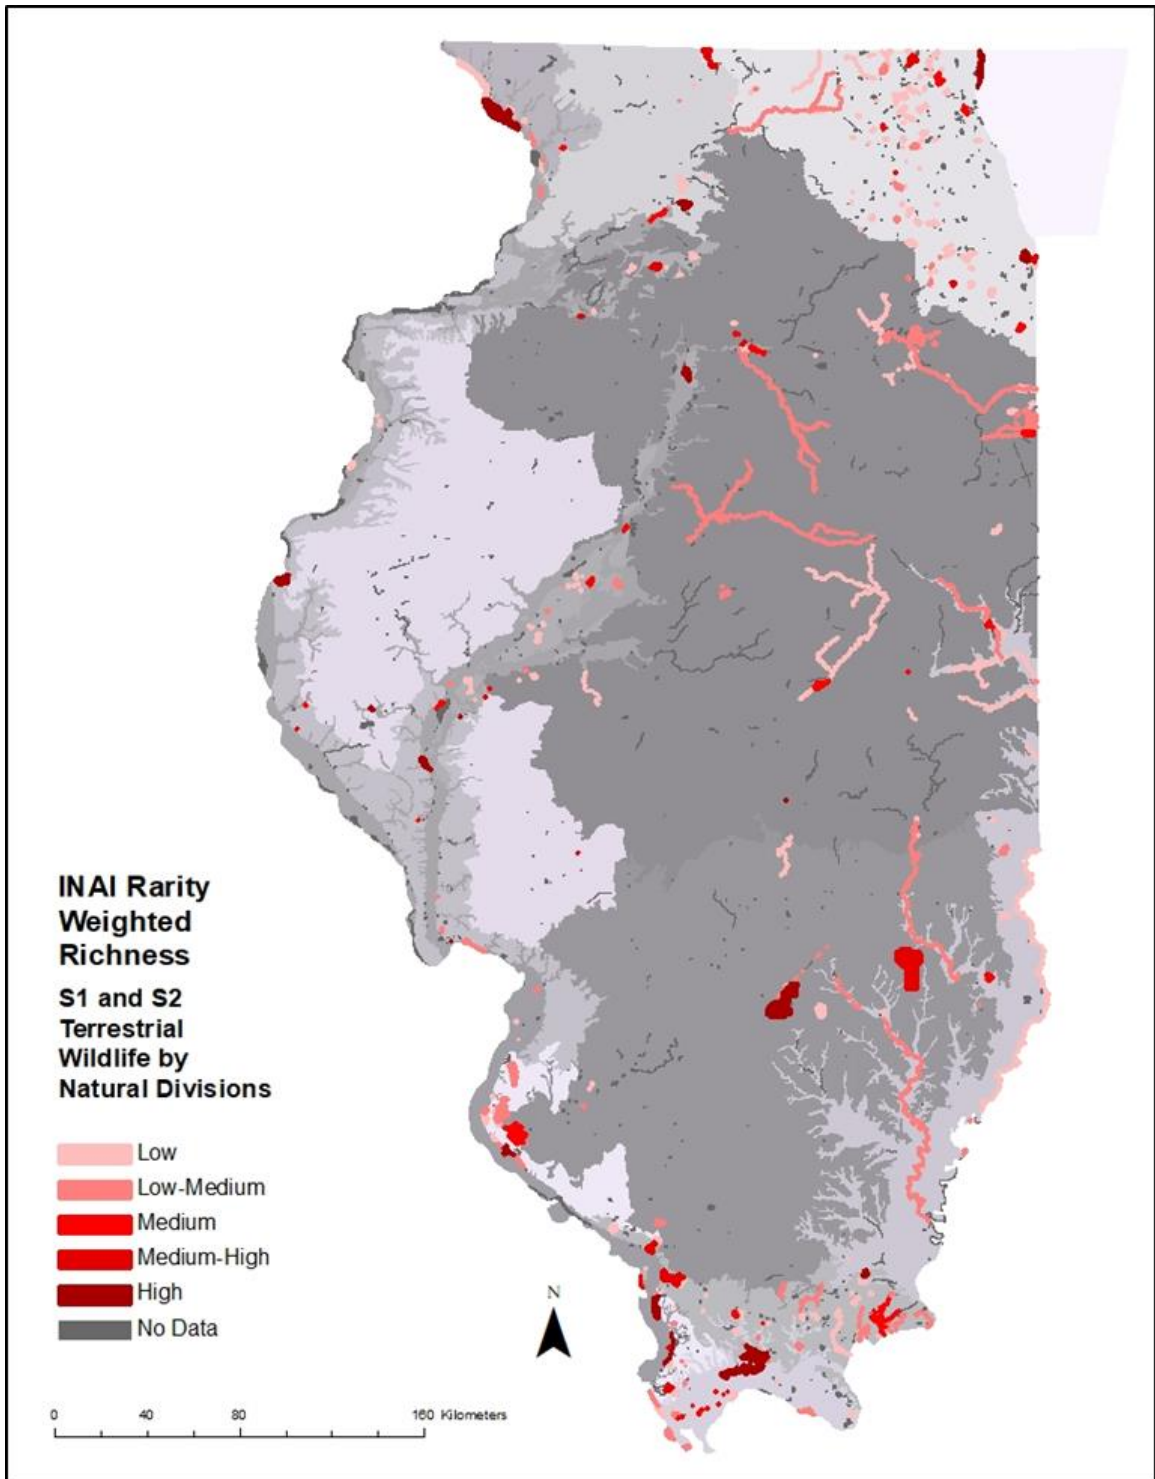 INAI Rarity
Weighted
Richness
S1 and S2
Terrestrial
Wildlife by
Natural Divisions
Low
Low-Medium
Medium
Medium-High
High
No Data
N
0 40 80 160 Kilometers